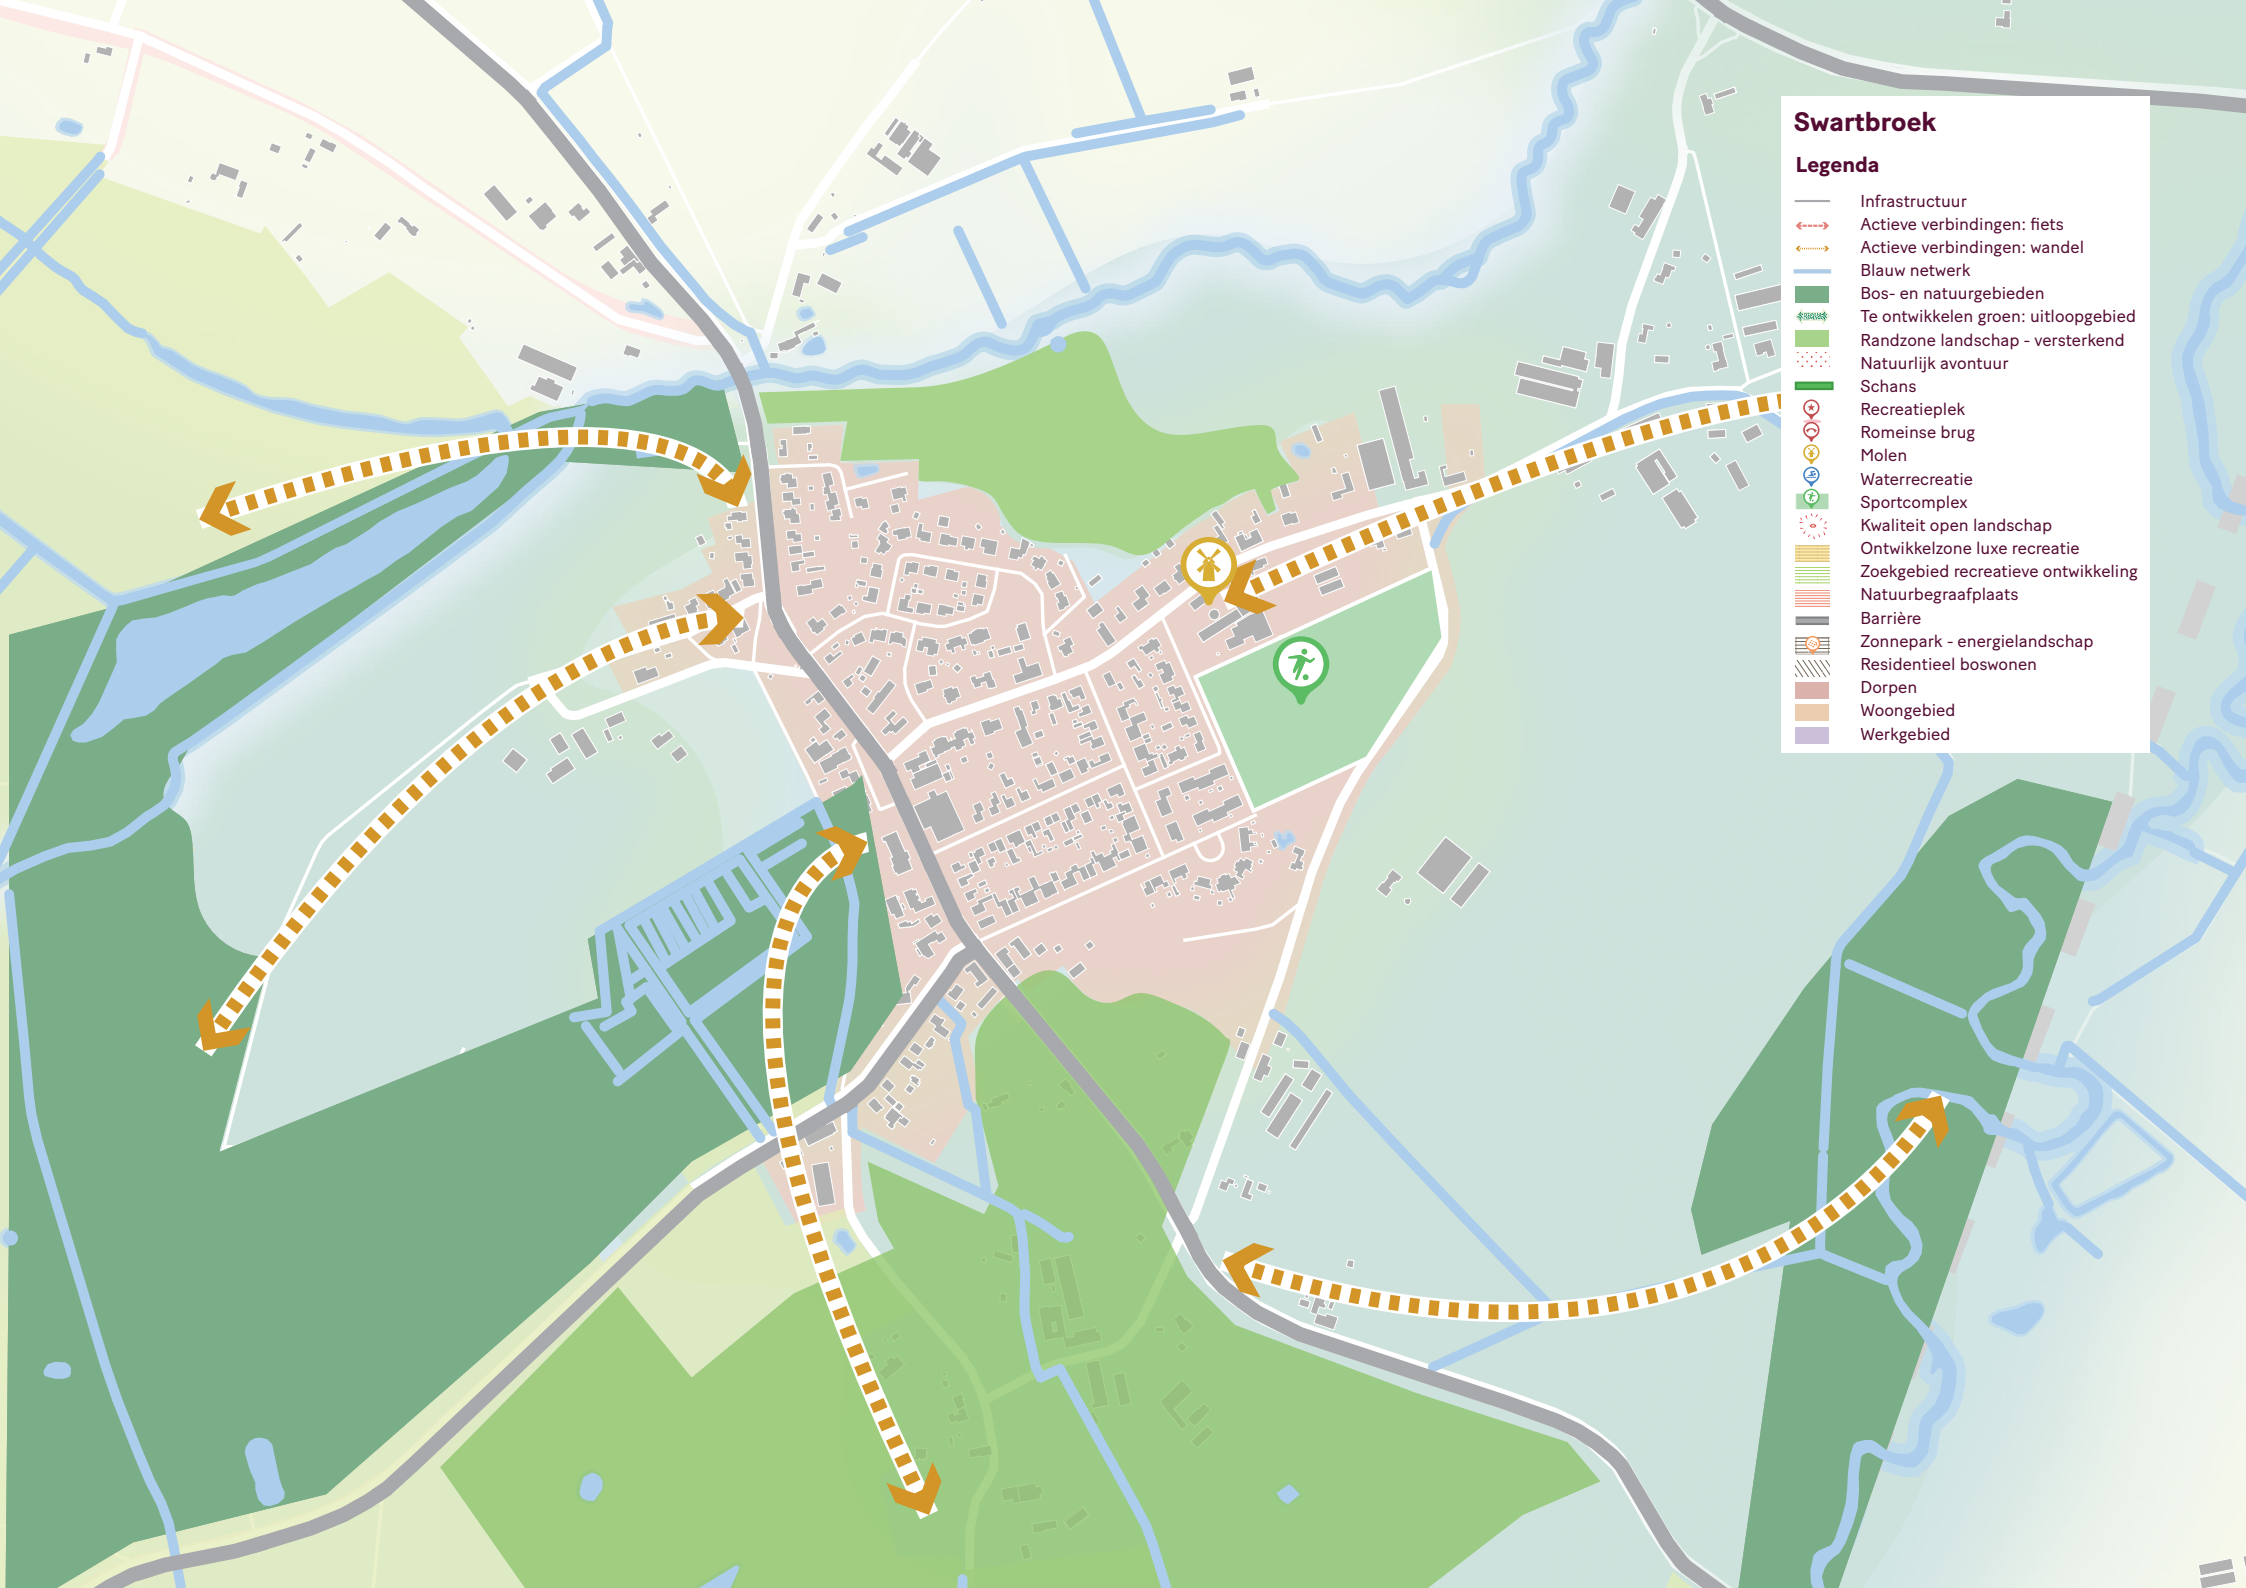 Swartbroek
Legenda
Infrastructuur
Actieve verbindingen: fiets
Actieve verbindingen: wandel
Blauw netwerk
Bos- en natuurgebieden
Te ontwikkelen groen: uitloopgebied
Randzone landschap - versterkend
Natuurlijk avontuur
Schans
Recreatieplek
Romeinse brug
Molen
Waterrecreatie
Sportcomplex
Kwaliteit open landschap
Ontwikkelzone luxe recreatie
Zoekgebied recreatieve ontwikkeling
Natuurbegraafplaats
Barrière
Zonnepark - energielandschap
Residentieel boswonen
Dorpen
Woongebied
Werkgebied